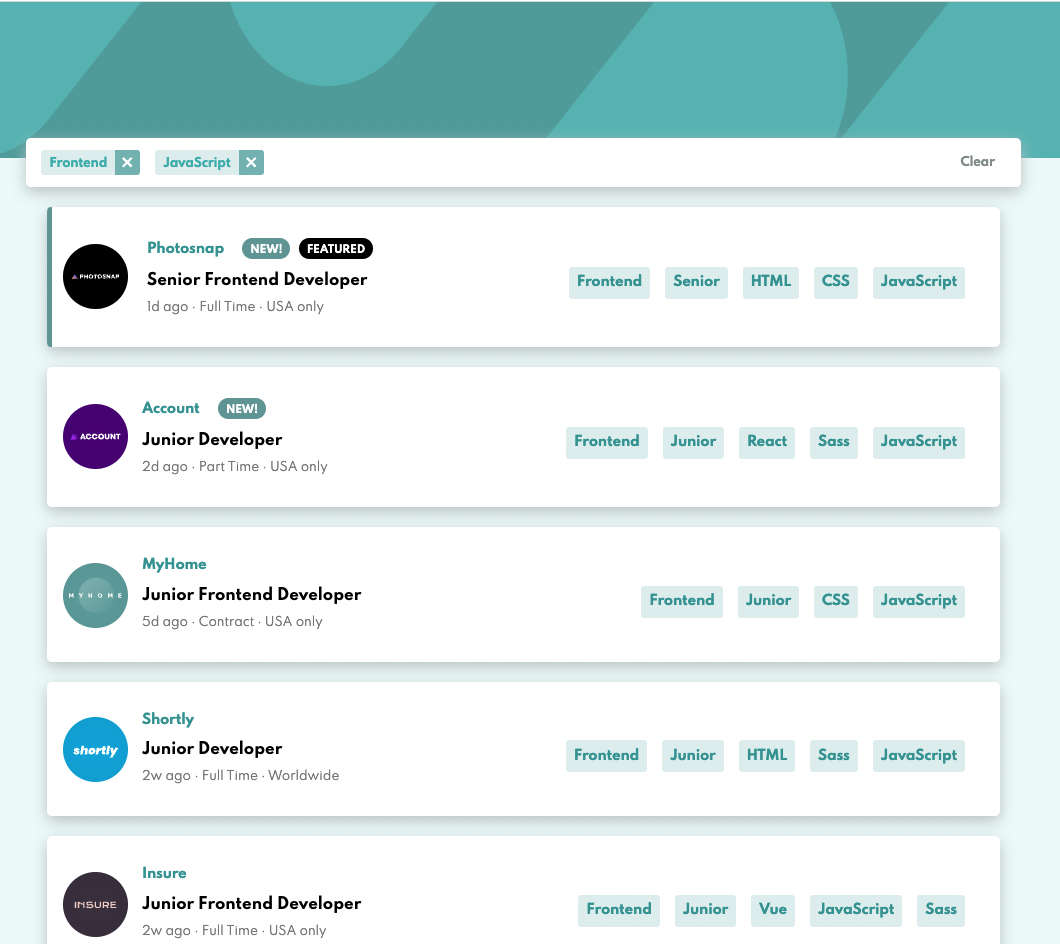 Frontend ✕ JavaScript ✕ Clear
PHOTOSNAP
Photosnap NEW! FEATURED
Senior Frontend Developer
1d ago · Full Time · USA only
Frontend Senior HTML CSS JavaScript
ACCOUNT
Account NEW!
Junior Developer
2d ago · Part Time · USA only
Frontend Junior React Sass JavaScript
MYHOME
MyHome
Junior Frontend Developer
5d ago · Contract · USA only
Frontend Junior CSS JavaScript
shortly
Shortly
Junior Developer
2w ago · Full Time · Worldwide
Frontend Junior HTML Sass JavaScript
INSURE
Insure
Junior Frontend Developer
2w ago · Full Time · USA only
Frontend Junior Vue JavaScript Sass